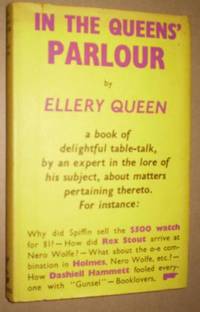 IN THE QUEENS'
PARLOUR
by
ELLERY QUEEN
a book of
delightful table-talk,
by an expert in the lore of
his subject, about matters
pertaining thereto.
For instance:
Why did Spiffin sell the $500 watch
for $1?—How did Rex Stout arrive at
Nero Wolfe?—What about the o-e com-
bination in Holmes, Nero Wolfe, etc.?—
How Dashiell Hammett fooled every-
one with "Gunsel"—Booklovers,